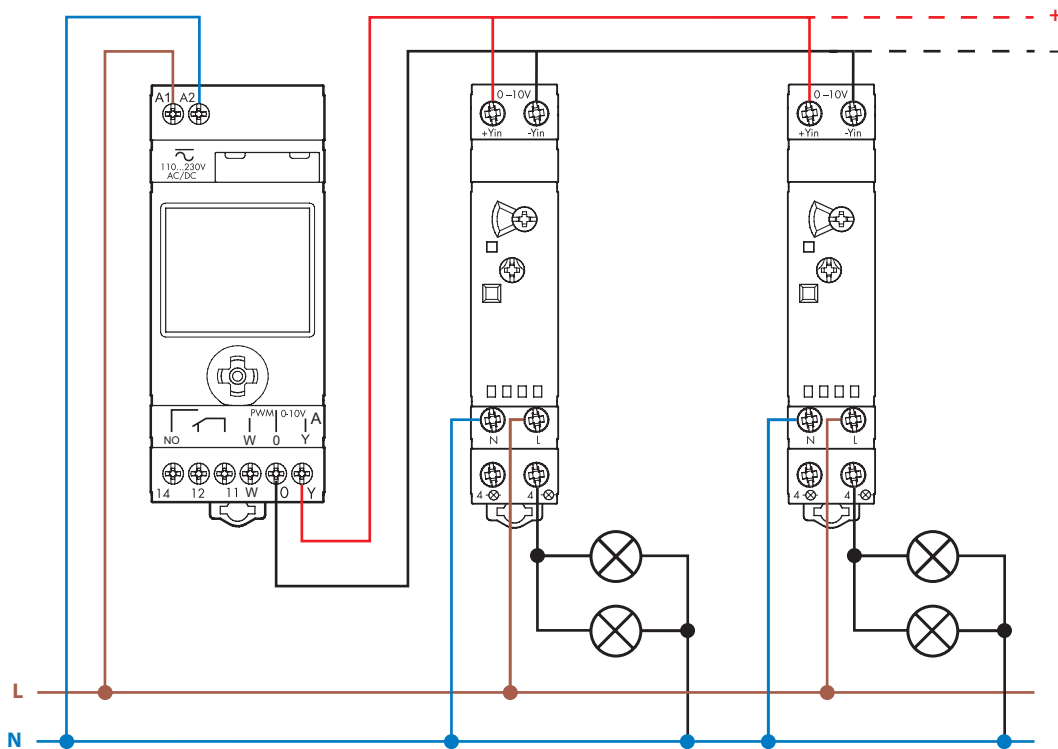 +
–
A1 A2
110...230V
AC/DC
0 –10V
+Yin -Yin
0 –10V
+Yin -Yin
PWM 0-10V A
NO W 0 Y
14 12 11 W 0 Y
N L
4 4
N L
4 4
L
N